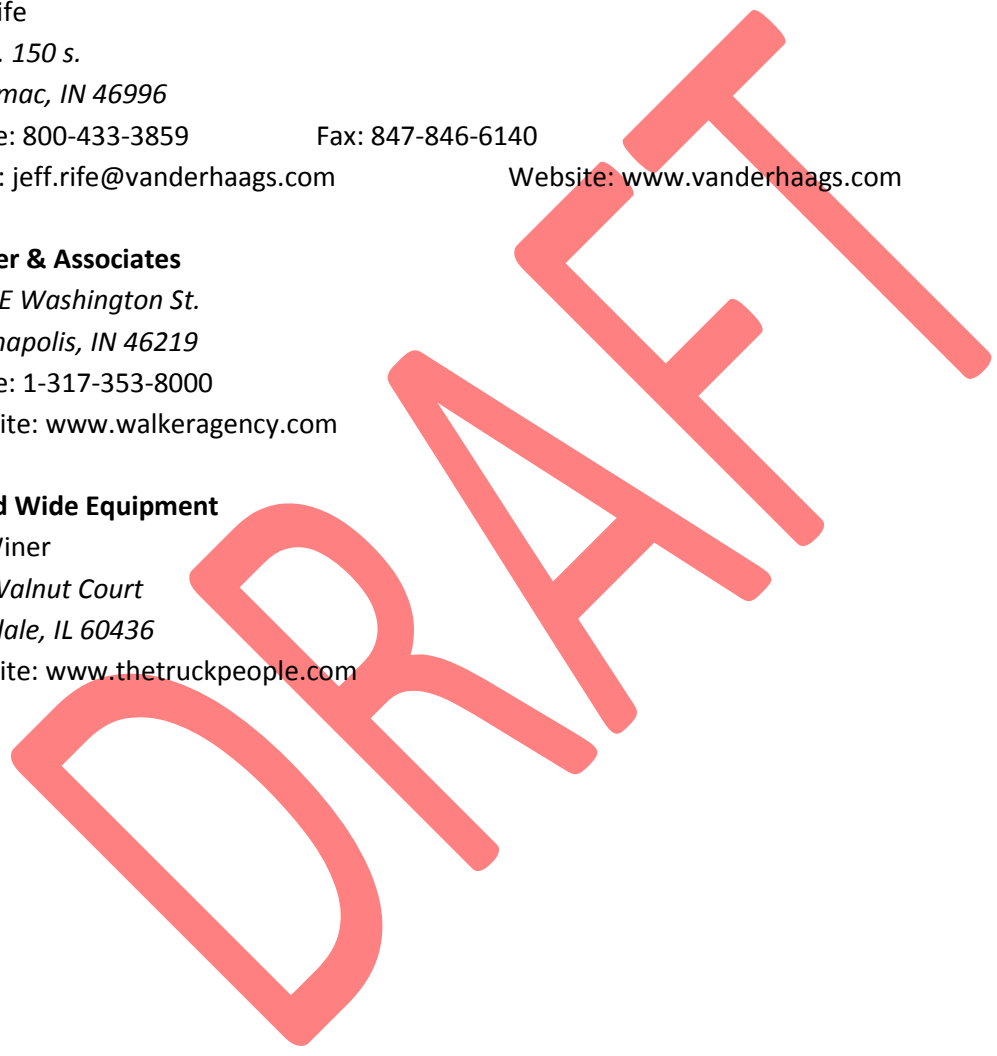 ife
. 150 s.
mac, IN 46996
e: 800-433-3859 Fax: 847-846-6140
: jeff.rife@vanderhaags.com Website: www.vanderhaags.com
er & Associates
E Washington St.
napolis, IN 46219
e: 1-317-353-8000
ite: www.walkeragency.com
d Wide Equipment
Viner
Walnut Court
dale, IL 60436
ite: www.thetruckpeople.com
DRAFT